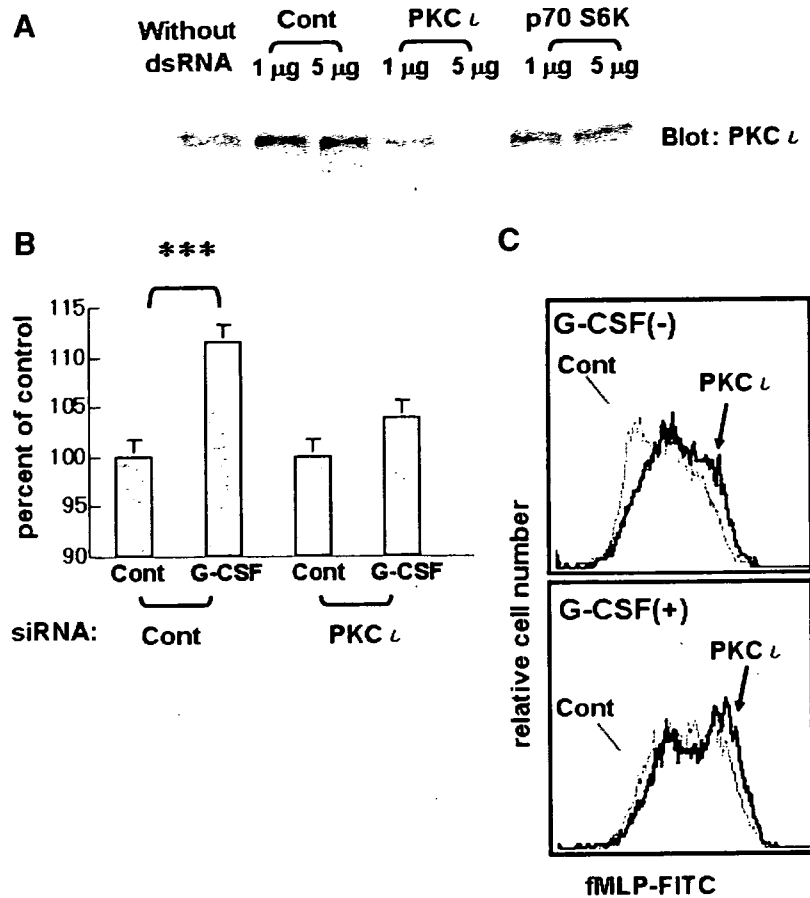 A
Without dsRNA
Cont
PKC ι
p70 S6K
1 μg 5 μg
1 μg 5 μg
1 μg 5 μg
Blot: PKC ι
B
***
percent of control
115
110
105
100
95
90
Cont G-CSF Cont G-CSF
siRNA: Cont PKC ι
C
G-CSF(-)
Cont
PKC ι
G-CSF(+)
PKC ι
Cont
relative cell number
fMLP-FITC